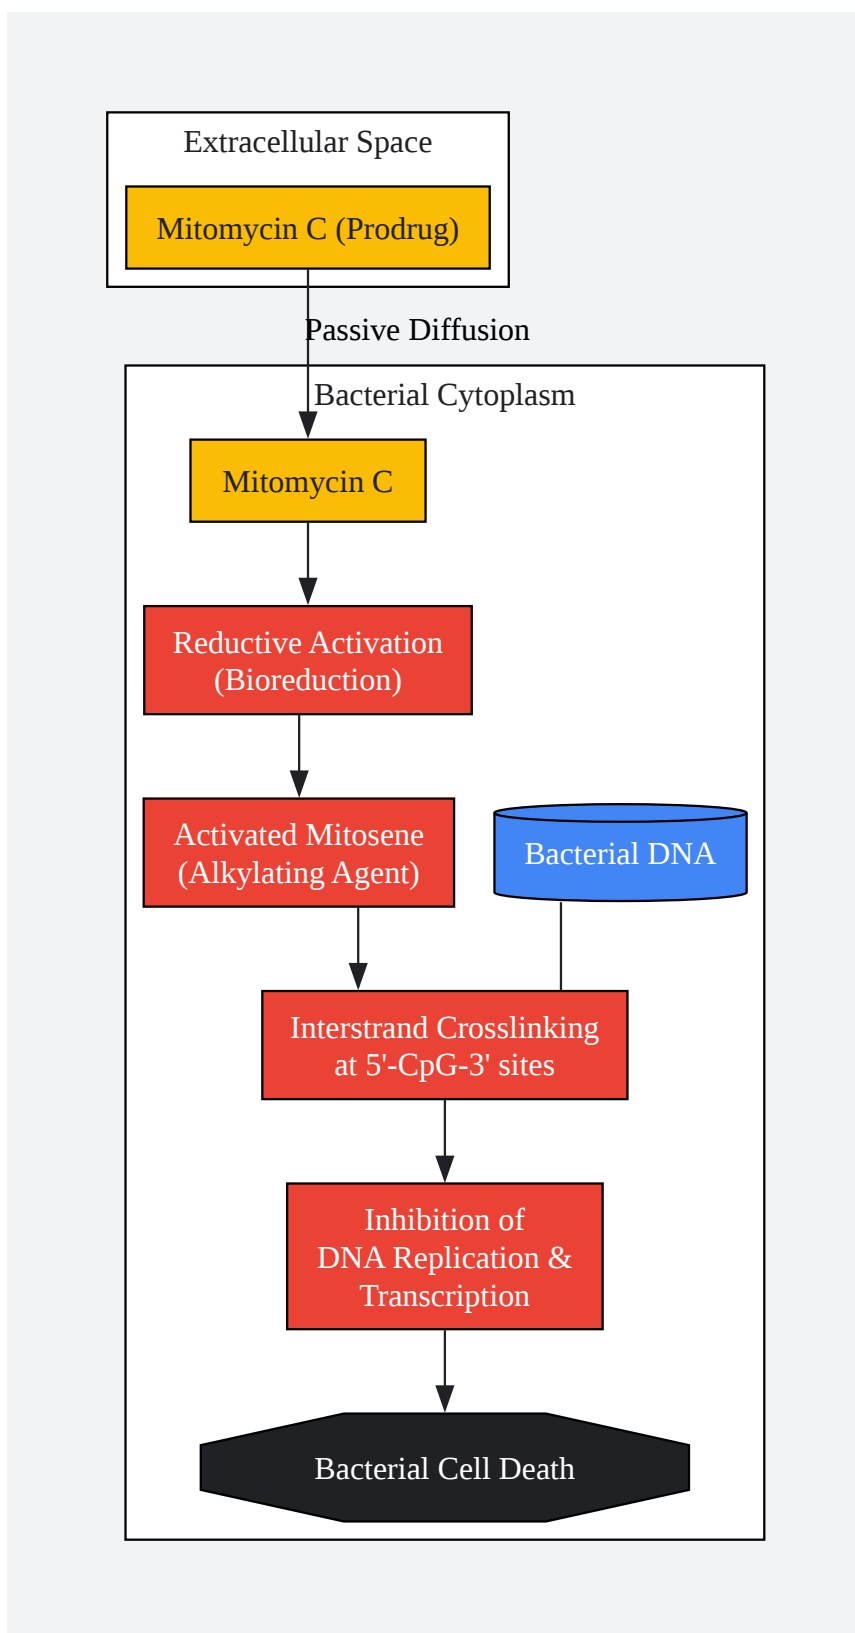 Extracellular Space
Mitomycin C (Prodrug)
Passive Diffusion
Bacterial Cytoplasm
Mitomycin C
Reductive Activation
(Bioreduction)
Activated Mitosene
(Alkylating Agent)
Bacterial DNA
Interstrand Crosslinking
at 5'-CpG-3' sites
Inhibition of
DNA Replication &
Transcription
Bacterial Cell Death